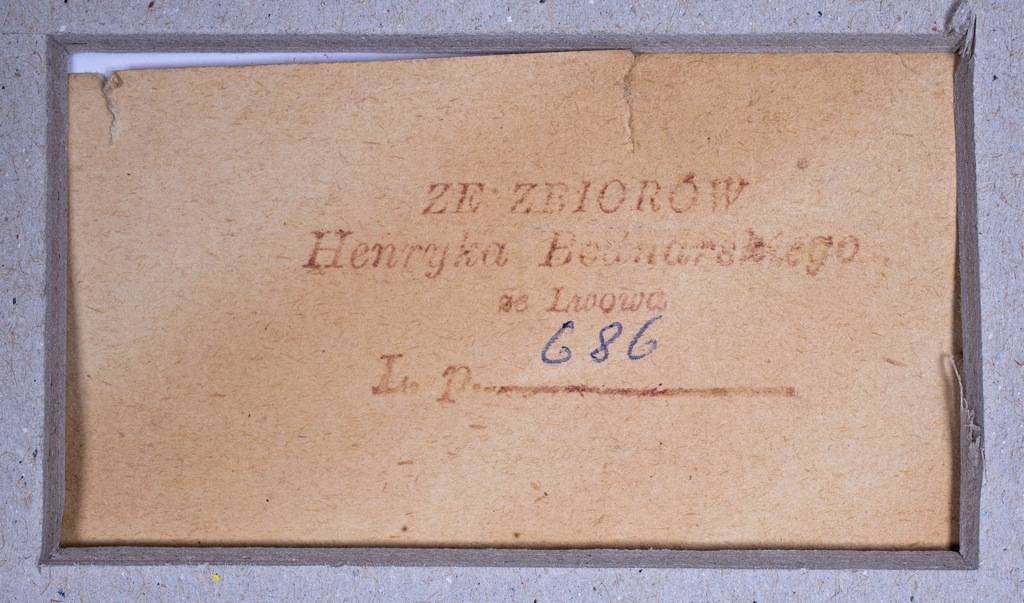 ZE ZBIORÓW
Henryka Bednarskiego
ze Lwowa
686
L. p.